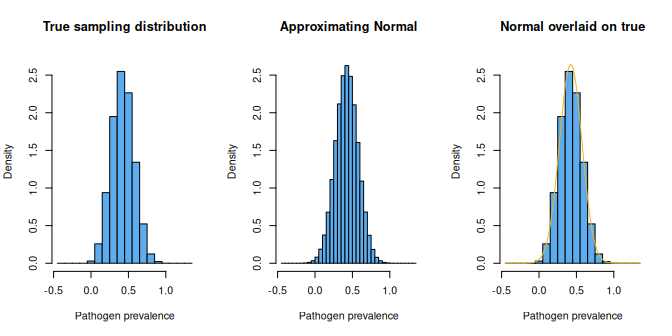 True sampling distribution
Density
0.0 0.5 1.0 1.5 2.0 2.5
-0.5 0.0 0.5 1.0
Pathogen prevalence
Approximating Normal
Density
0.0 0.5 1.0 1.5 2.0 2.5
-0.5 0.0 0.5 1.0
Pathogen prevalence
Normal overlaid on true
Density
0.0 0.5 1.0 1.5 2.0 2.5
-0.5 0.0 0.5 1.0
Pathogen prevalence